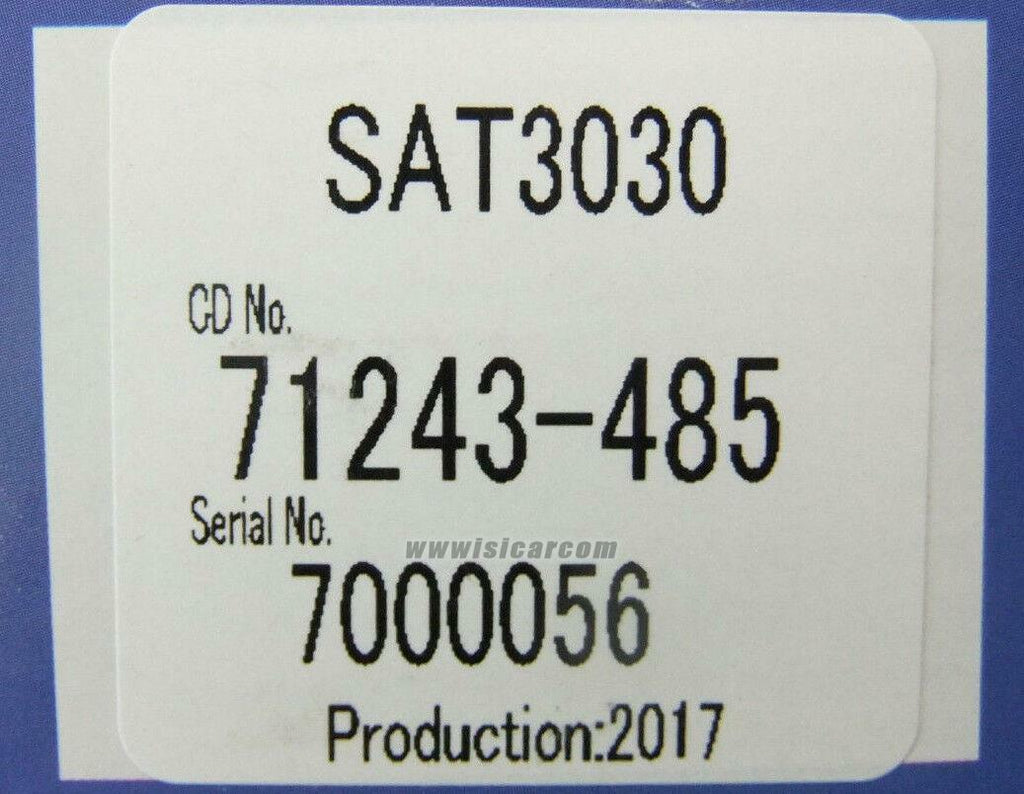 SAT3030
CD No.
71243-485
Serial No.
wwwisicarcom
7000056
Production:2017